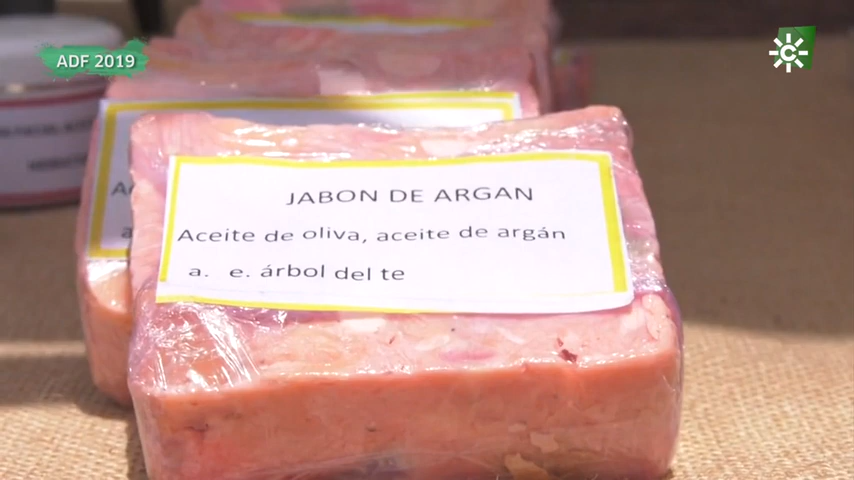 ADF 2019
JABON DE ARGAN
Aceite de oliva, aceite de argán
a. e. árbol del te